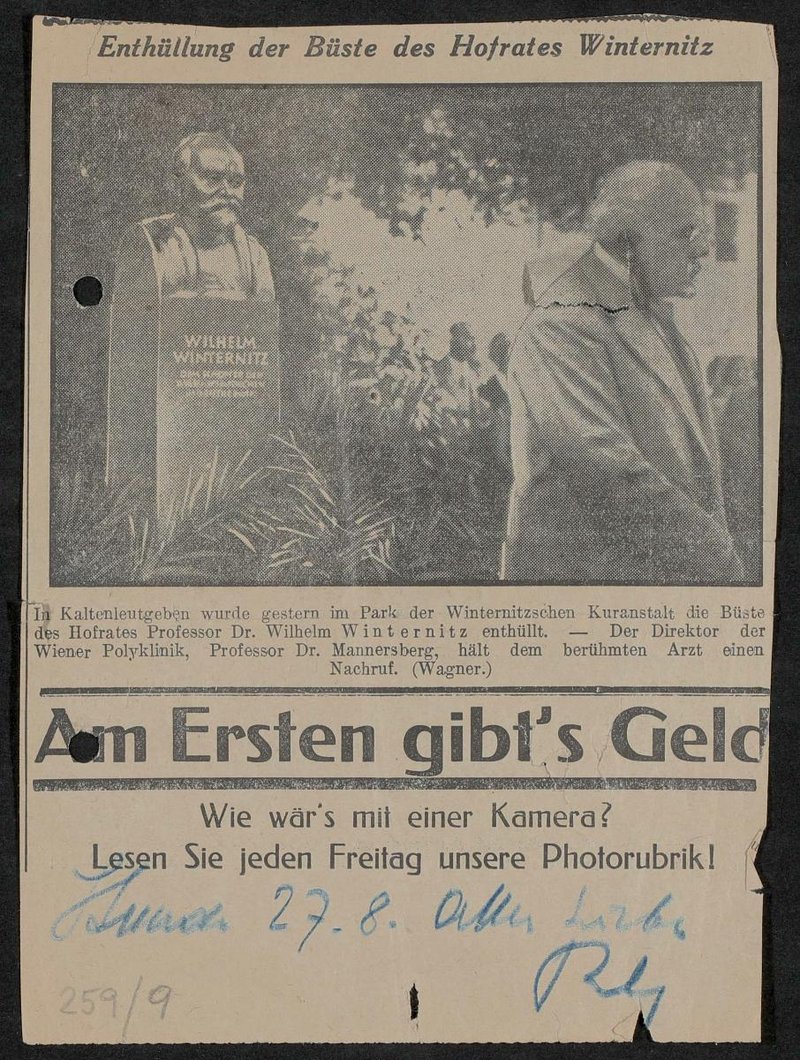 Enthüllung der Büste des Hofrates Winternitz
WILHELM
WINTERNITZ
In Kaltenleutgeben wurde gestern im Park der Winternitzschen Kuranstalt die Büste
des Hofrates Professor Dr. Wilhelm Winternitz enthüllt. — Der Direktor der
Wiener Polyklinik, Professor Dr. Mannersberg, hält dem berühmten Arzt einen
Nachruf. (Wagner.)
Am Ersten gibt's Geld
Wie wär's mit einer Kamera?
Lesen Sie jeden Freitag unsere Photorubrik!
27.8.
259/9